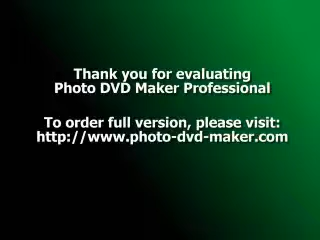 Thank you for evaluating
Photo DVD Maker Professional
To order full version, please visit:
http://www.photo-dvd-maker.com